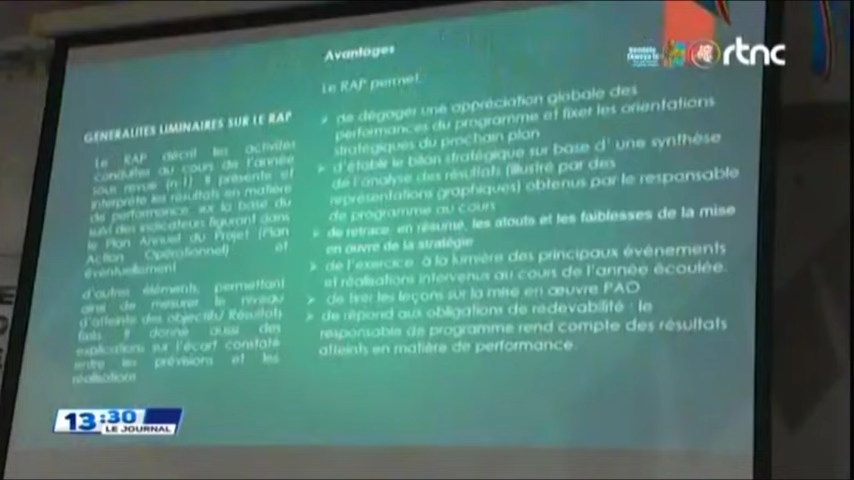 rtnc
GENERALITES LIMINAIRES SUR LE RAP
Le RAP décrit les activités
conduites au cours de l'année
sous revue (n-1). Il présente et
interprète les résultats en matière
de performance, sur la base du
suivi des indicateurs figurant dans
le Plan Annuel du Projet (Plan
Action Opérationnel) et
éventuellement
d'autres éléments, permettant
ainsi de mesurer le niveau
d'atteinte des objectifs/ Résultats
fixés. Il donne aussi des
explications sur l'écart constaté
entre les prévisions et les
réalisations
Avantages
Le RAP permet
➢ de dégager une appréciation globale des
performances du programme et fixer les orientations
stratégiques du prochain plan
➢ d'établir le bilan stratégique sur base d' une synthèse
de l'analyse des résultats (illustré par des
représentations graphiques) obtenus par le responsable
de programme au cours
➢ de retrace, en résumé, les atouts et les faiblesses de la mise
en œuvre de la stratégie
➢ de l'exercice, à la lumière des principaux événements
et réalisations intervenus au cours de l'année écoulée.
➢ de tirer les leçons sur la mise en œuvre PAO
➢ de répond aux obligations de redevabilité : le
responsable de programme rend compte des résultats
atteints en matière de performance.
13:30
LE JOURNAL